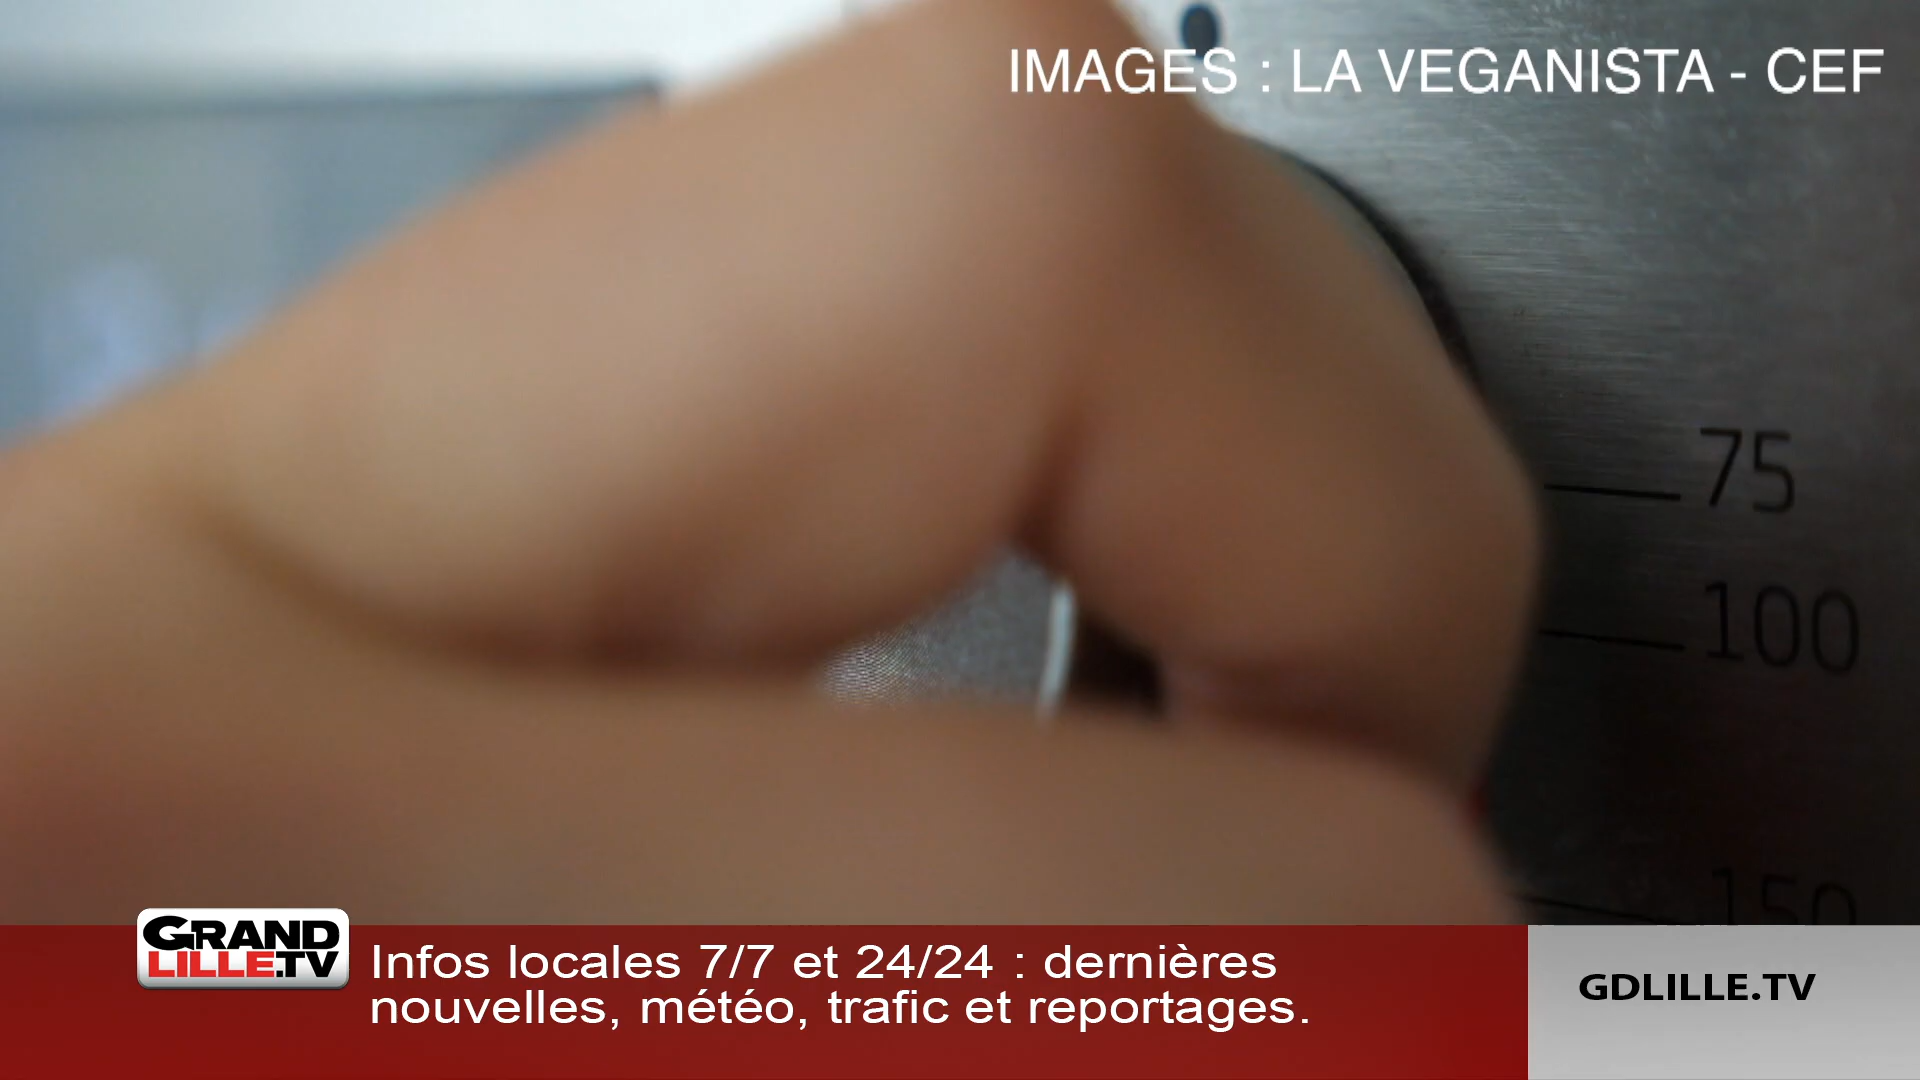 IMAGES : LA VEGANISTA - CEF
75
100
150
GRAND
LILLE.TV
Infos locales 7/7 et 24/24 : dernières
nouvelles, météo, trafic et reportages.
GDLILLE.TV